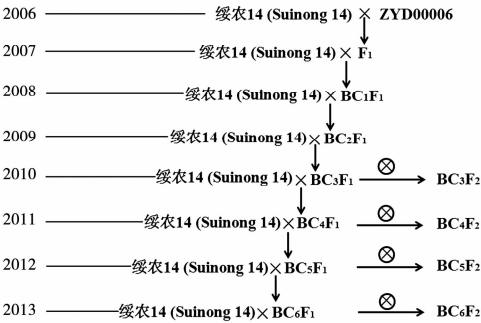 2006 绥农14 (Suinong 14) × ZYD00006
2007 绥农14 (Suinong 14) × F1
2008 绥农14 (Suinong 14) × BC1F1
2009 绥农14 (Suinong 14) × BC2F1
2010 绥农14 (Suinong 14) × BC3F1 ⊗ BC3F2
2011 绥农14 (Suinong 14) × BC4F1 ⊗ BC4F2
2012 绥农14 (Suinong 14) × BC5F1 ⊗ BC5F2
2013 绥农14 (Suinong 14) × BC6F1 ⊗ BC6F2